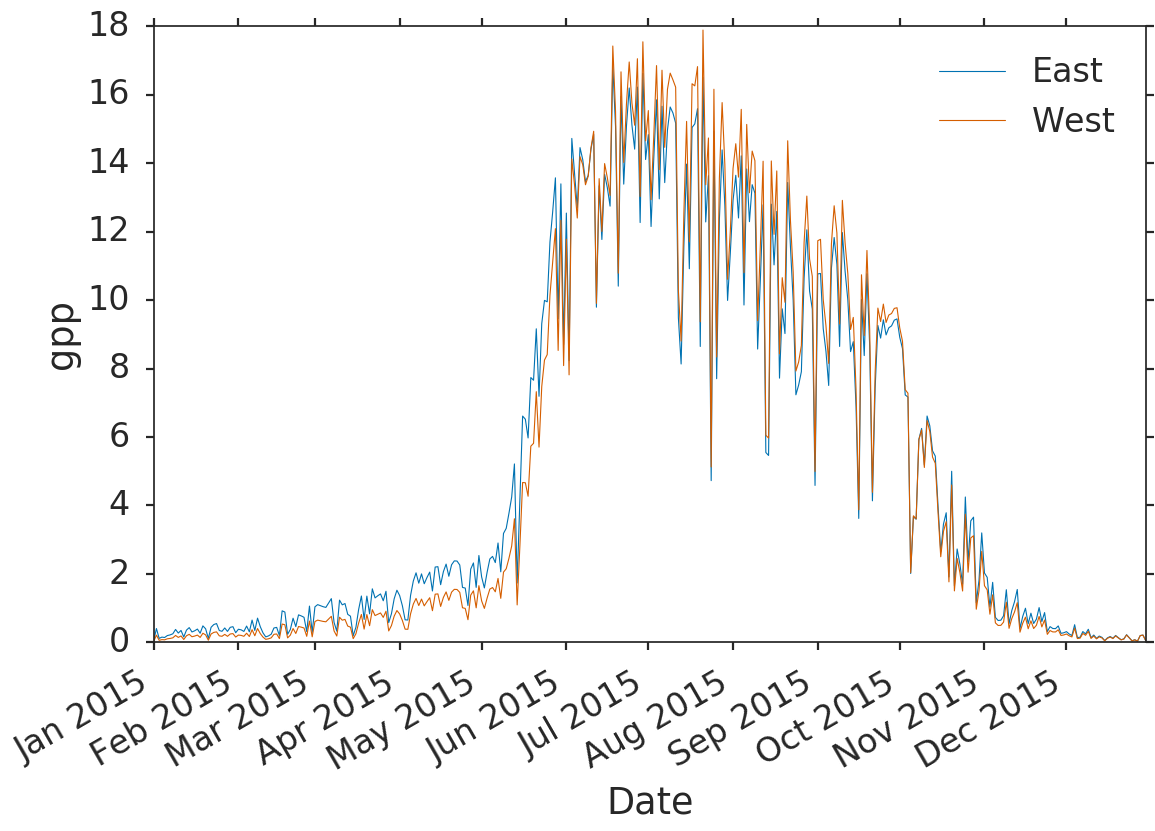 18
16
14
12
10
8
6
4
2
0
gpp
East
West
Jan 2015
Feb 2015
Mar 2015
Apr 2015
May 2015
Jun 2015
Jul 2015
Aug 2015
Sep 2015
Oct 2015
Nov 2015
Dec 2015
Date